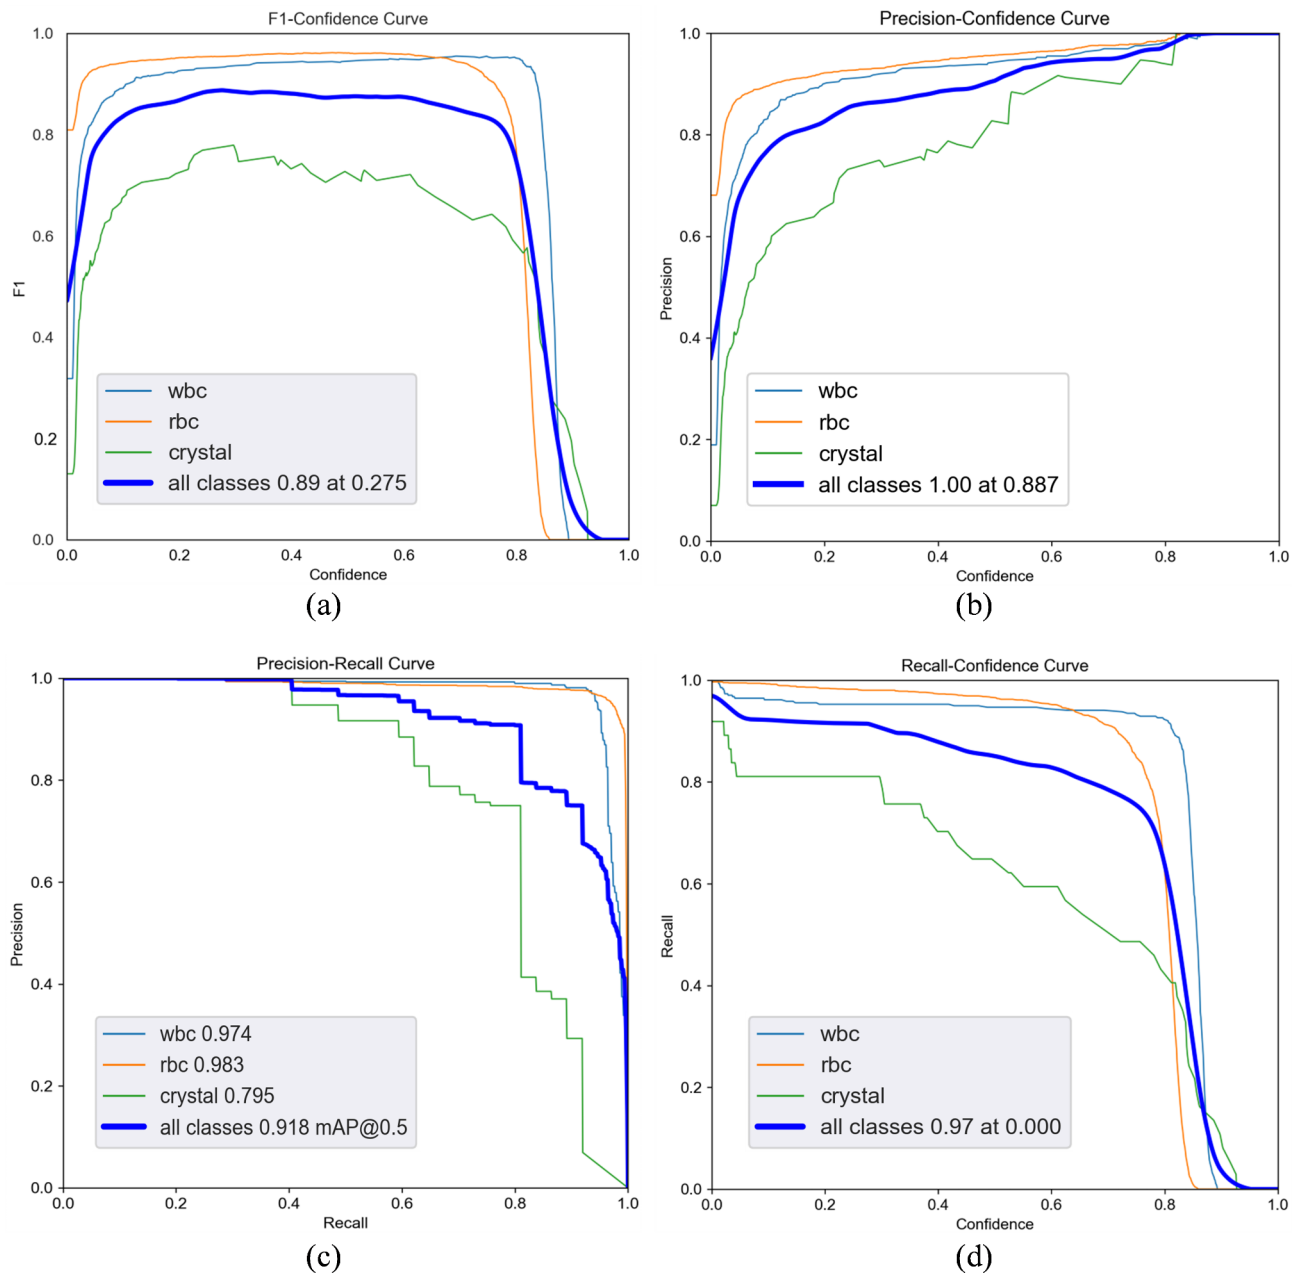 F1-Confidence Curve
1.0
0.8
0.6
0.4
0.2
0.0
F1
wbc
rbc
crystal
all classes 0.89 at 0.275
0.0 0.2 0.4 0.6 0.8 1.0
Confidence
(a)
Precision-Confidence Curve
1.0
0.8
0.6
0.4
0.2
0.0
Precision
wbc
rbc
crystal
all classes 1.00 at 0.887
0.0 0.2 0.4 0.6 0.8 1.0
Confidence
(b)
Precision-Recall Curve
1.0
0.8
0.6
0.4
0.2
0.0
Precision
wbc 0.974
rbc 0.983
crystal 0.795
all classes 0.918 mAP@0.5
0.0 0.2 0.4 0.6 0.8 1.0
Recall
(c)
Recall-Confidence Curve
1.0
0.8
0.6
0.4
0.2
0.0
Recall
wbc
rbc
crystal
all classes 0.97 at 0.000
0.0 0.2 0.4 0.6 0.8 1.0
Confidence
(d)